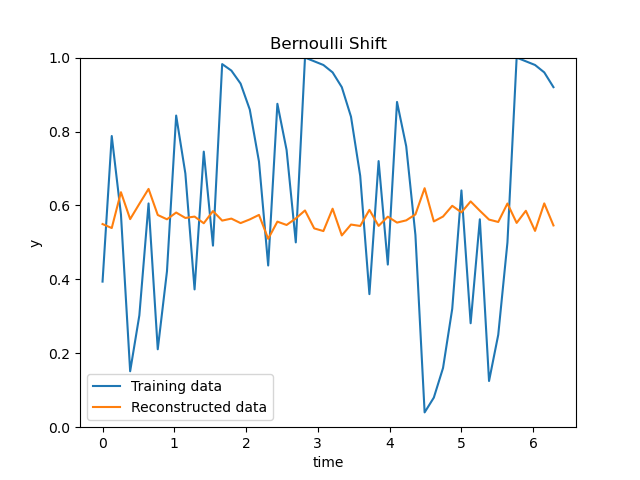 Bernoulli Shift
1.0
0.8
0.6
0.4
0.2
0.0
y
Training data
Reconstructed data
0 1 2 3 4 5 6
time